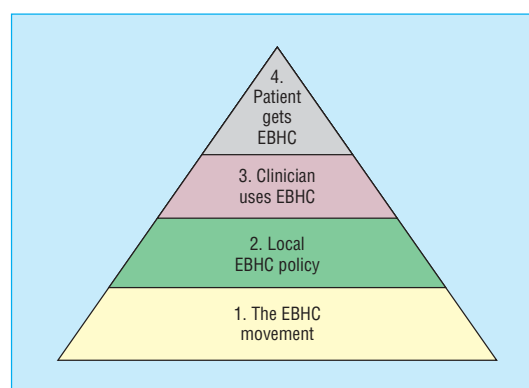 4.
Patient
gets
EBHC
3. Clinician
uses EBHC
2. Local
EBHC policy
1. The EBHC
movement